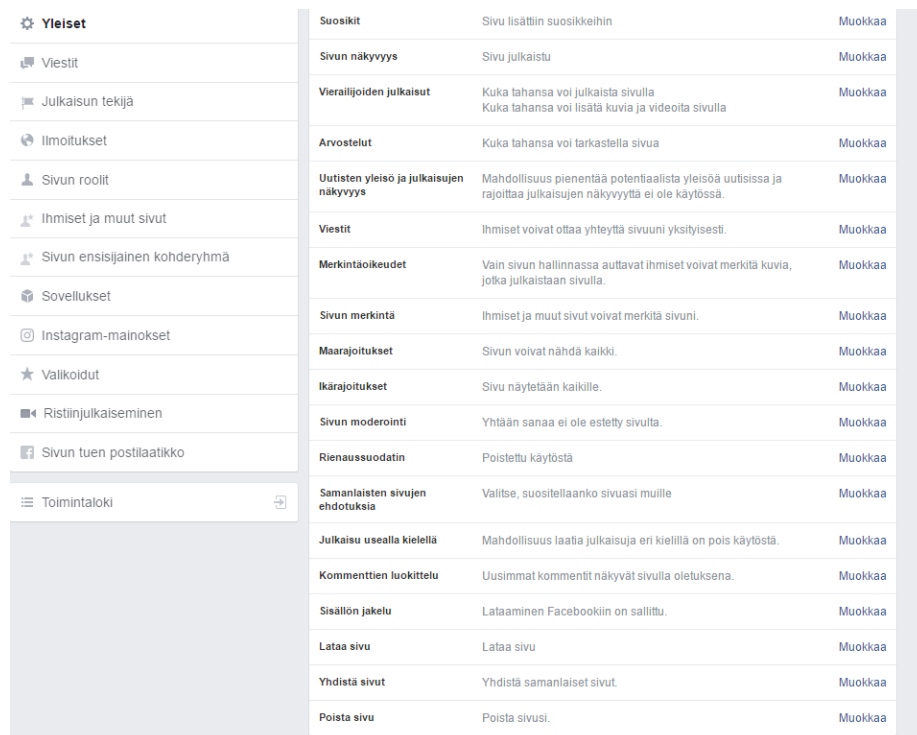 Yleiset
Viestit
Julkaisun tekijä
Ilmoitukset
Sivun roolit
Ihmiset ja muut sivut
Sivun ensisijainen kohderyhmä
Sovellukset
Instagram-mainokset
Valikoidut
Ristiinjulkaiseminen
Sivun tuen postilaatikko
Toimintaloki
Suosikit Sivu lisättiin suosikkeihin Muokkaa
Sivun näkyvyys Sivu julkaistu Muokkaa
Vierailijoiden julkaisut Kuka tahansa voi julkaista sivulla Muokkaa
Kuka tahansa voi lisätä kuvia ja videoita sivulla
Arvostelut Kuka tahansa voi tarkastella sivua Muokkaa
Uutisten yleisö ja julkaisujen Mahdollisuus pienentää potentiaalista yleisöä uutisissa ja Muokkaa
näkyvyys rajoittaa julkaisujen näkyvyyttä ei ole käytössä.
Viestit Ihmiset voivat ottaa yhteyttä sivuuni yksityisesti. Muokkaa
Merkintäoikeudet Vain sivun hallinnassa auttavat ihmiset voivat merkitä kuvia, Muokkaa
jotka julkaistaan sivulla.
Sivun merkintä Ihmiset ja muut sivut voivat merkitä sivuni. Muokkaa
Maarajoitukset Sivun voivat nähdä kaikki. Muokkaa
Ikärajoitukset Sivu näytetään kaikille. Muokkaa
Sivun moderointi Yhtään sanaa ei ole estetty sivulta. Muokkaa
Rienaussuodatin Poistettu käytöstä Muokkaa
Samanlaisten sivujen Valitse, suositellaanko sivuasi muille Muokkaa
ehdotuksia
Julkaisu usealla kielellä Mahdollisuus laatia julkaisuja eri kielillä on pois käytöstä. Muokkaa
Kommenttien luokittelu Uusimmat kommentit näkyvät sivulla oletuksena. Muokkaa
Sisällön jakelu Lataaminen Facebookiin on sallittu. Muokkaa
Lataa sivu Lataa sivu Muokkaa
Yhdistä sivut Yhdistä samanlaiset sivut. Muokkaa
Poista sivu Poista sivusi. Muokkaa